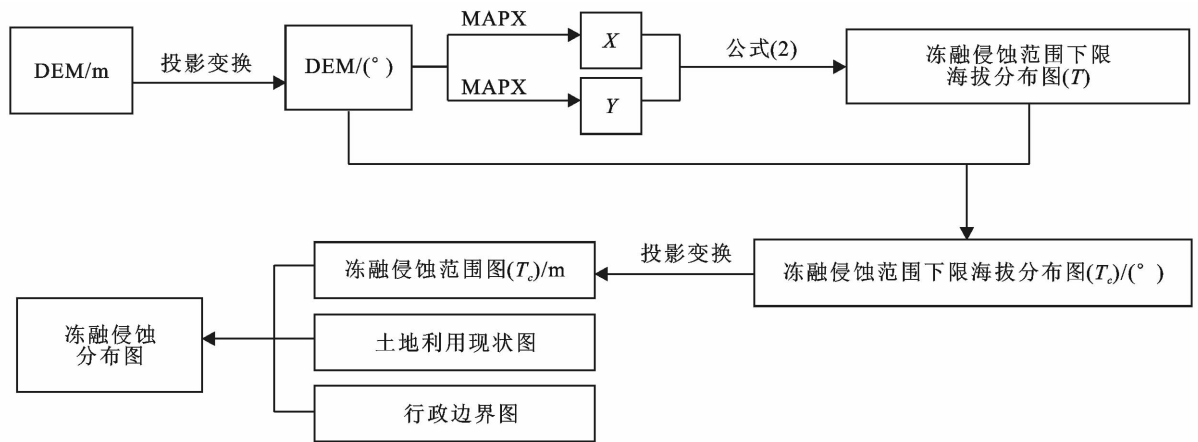 DEM/m
投影变换
DEM/(°)
MAPX
X
MAPX
Y
公式(2)
冻融侵蚀范围下限
海拔分布图(T)
冻融侵蚀范围图(Tc)/m
投影变换
冻融侵蚀范围下限海拔分布图(Tc)/(°)
冻融侵蚀
分布图
土地利用现状图
行政边界图